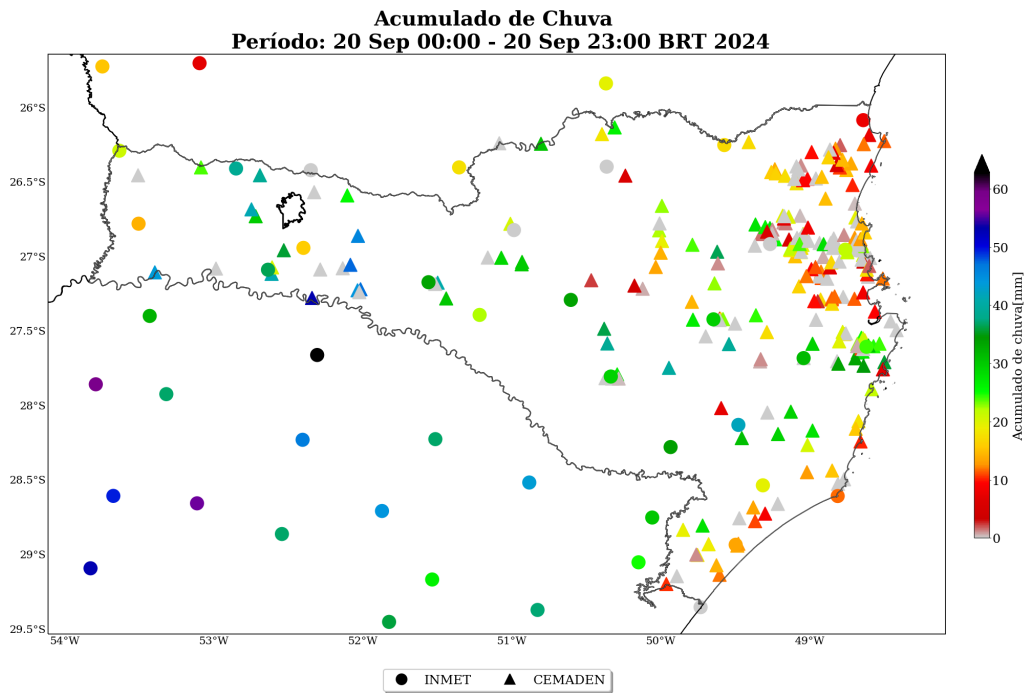 Acumulado de Chuva
Período: 20 Sep 00:00 - 20 Sep 23:00 BRT 2024
26°S
26.5°S
27°S
27.5°S
28°S
28.5°S
29°S
29.5°S
54°W
53°W
52°W
51°W
50°W
49°W
60
50
40
30
20
10
0
Acumulado de chuva[mm]
INMET
CEMADEN